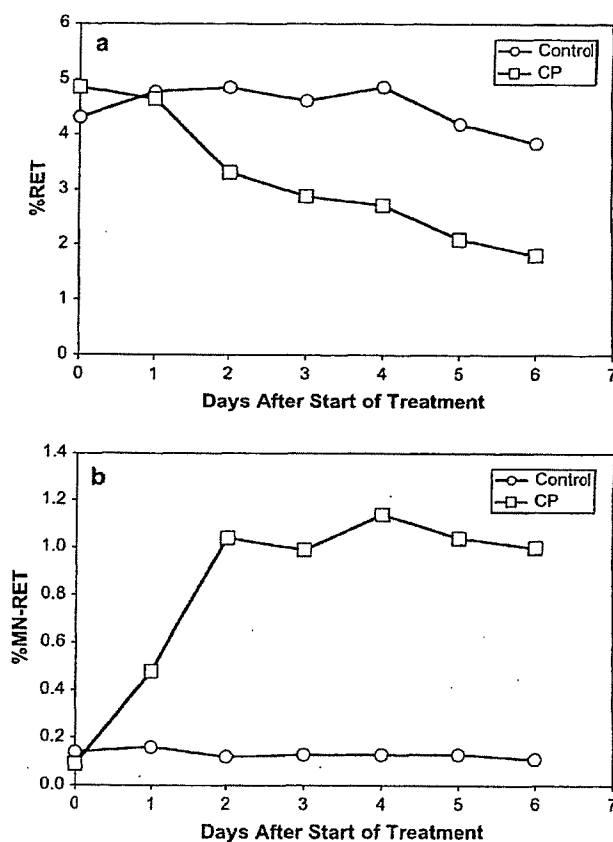 a
Control
CP
6
5
4
3
2
1
0
%RET
0 1 2 3 4 5 6 7
Days After Start of Treatment
b
Control
CP
1.4
1.2
1.0
0.8
0.6
0.4
0.2
0.0
%MN-RET
0 1 2 3 4 5 6 7
Days After Start of Treatment